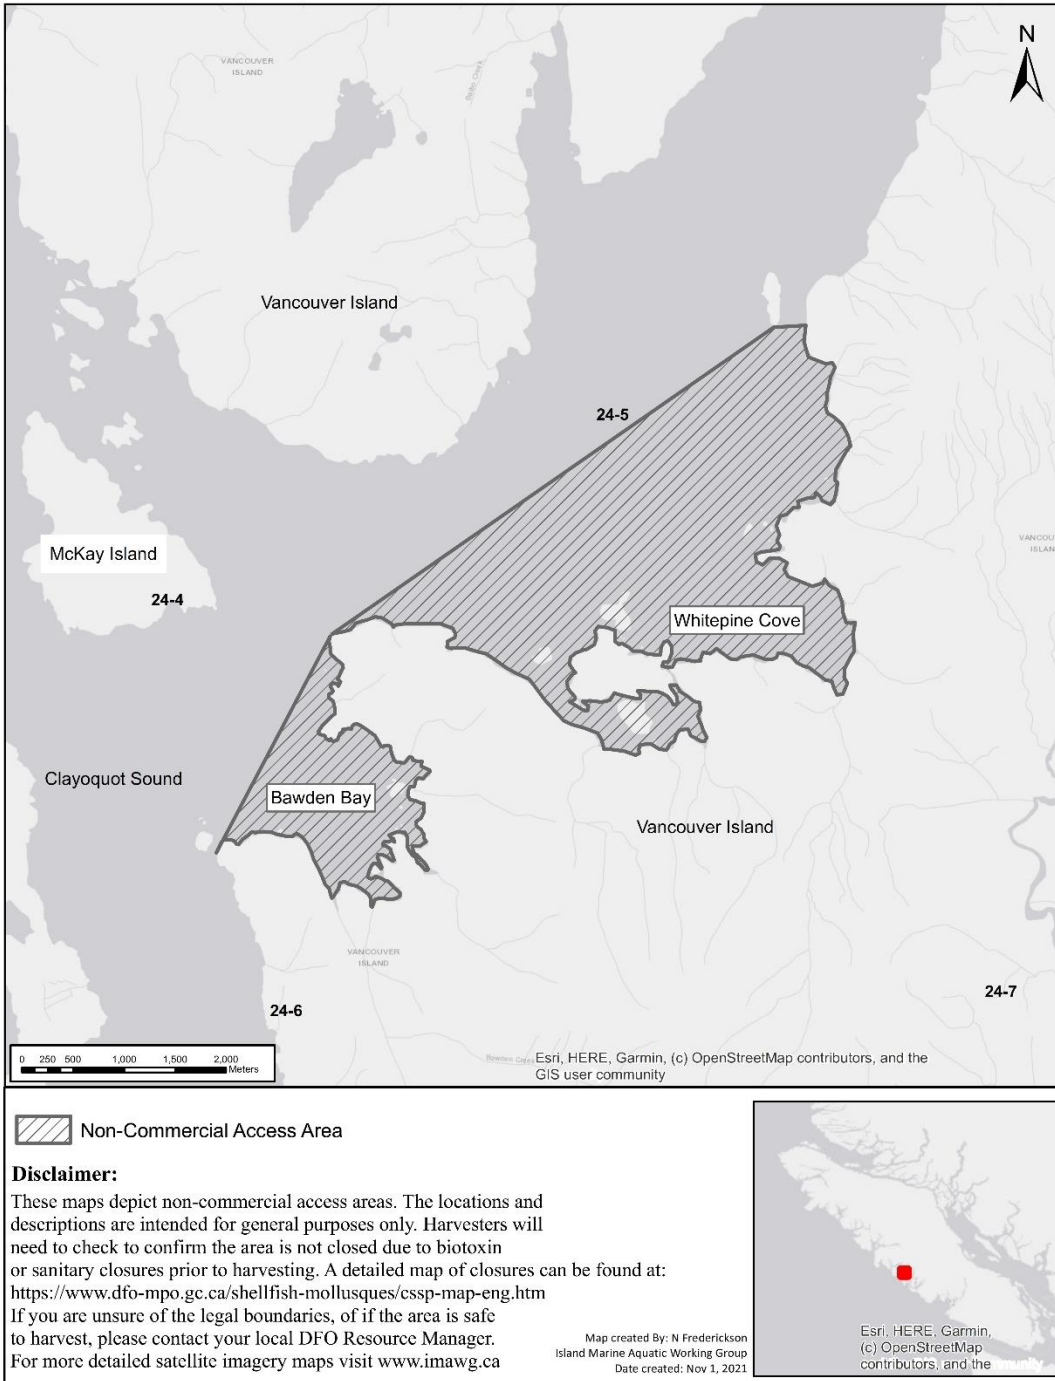 N
VANCOUVER
ISLAND
Vancouver Island
24-5
McKay Island
24-4
VANCOU
ISLAN
Whitepine Cove
Clayoquot Sound
Bawden Bay
Vancouver Island
VANCOUVER
ISLAND
24-6
24-7
0 250 500 1,000 1,500 2,000
Meters
Bawden Creek
Esri, HERE, Garmin, (c) OpenStreetMap contributors, and the
GIS user community
Non-Commercial Access Area
Disclaimer:
These maps depict non-commercial access areas. The locations and
descriptions are intended for general purposes only. Harvesters will
need to check to confirm the area is not closed due to biotoxin
or sanitary closures prior to harvesting. A detailed map of closures can be found at:
https://www.dfo-mpo.gc.ca/shellfish-mollusques/cssp-map-eng.htm
If you are unsure of the legal boundaries, of if the area is safe
to harvest, please contact your local DFO Resource Manager.
For more detailed satellite imagery maps visit www.imawg.ca
Map created By: N Frederickson
Island Marine Aquatic Working Group
Date created: Nov 1, 2021
Esri, HERE, Garmin,
(c) OpenStreetMap
contributors, and the